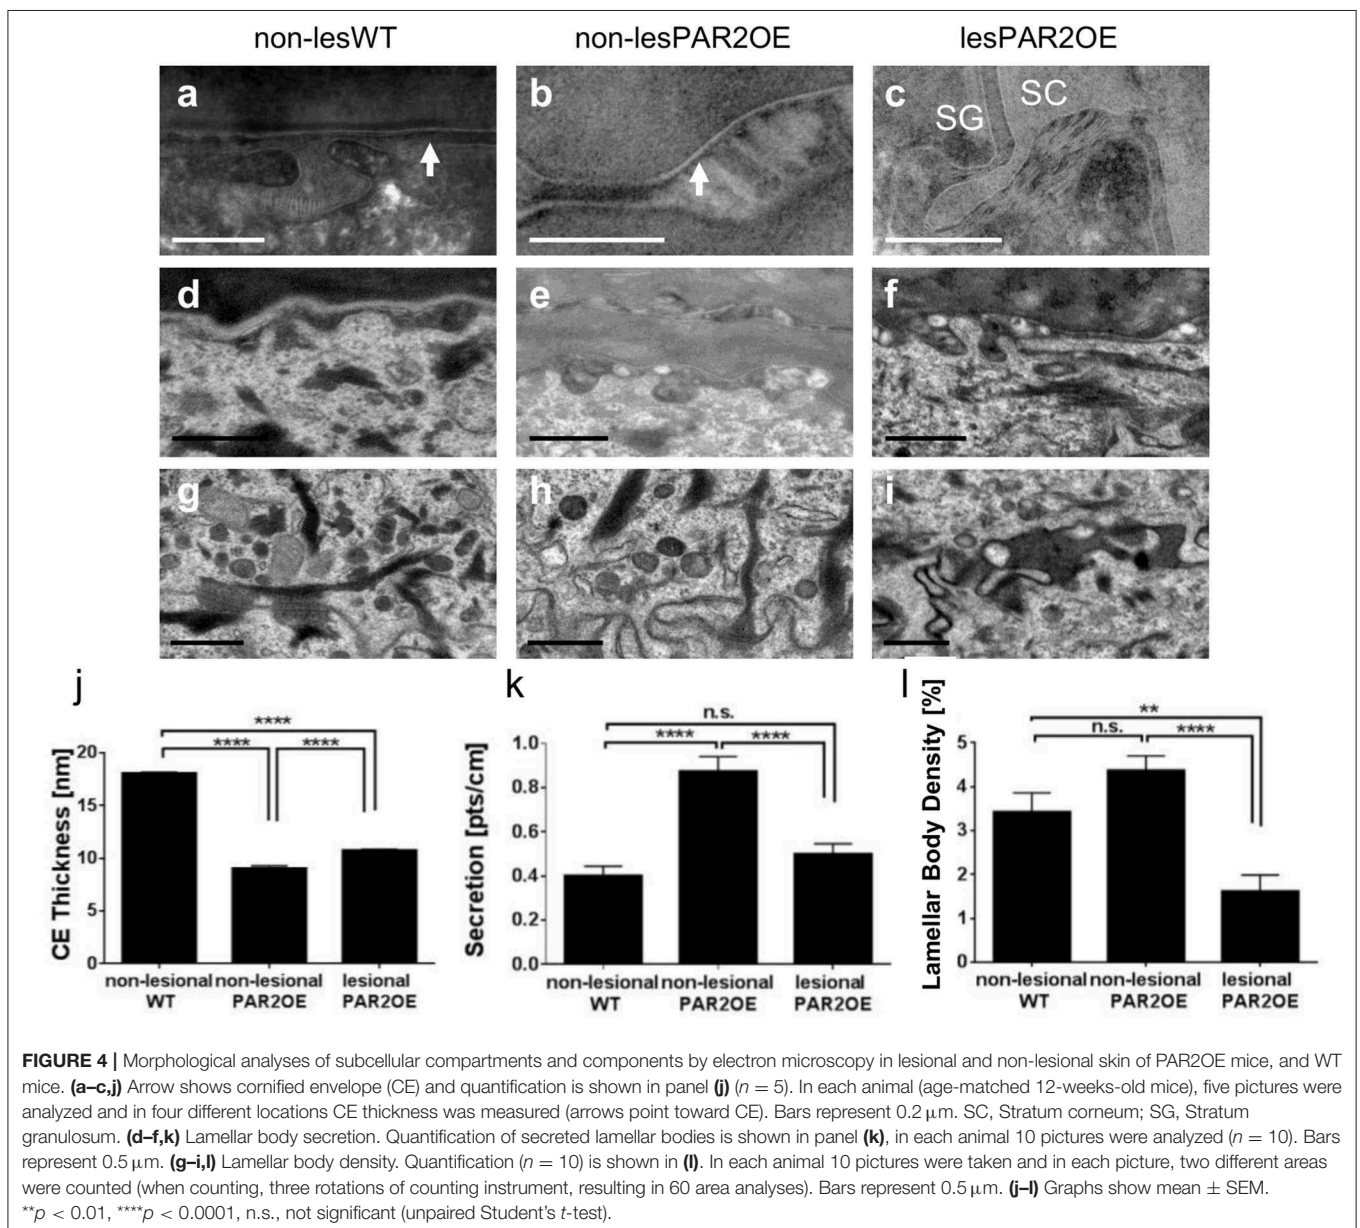 non-lesWT non-lesPAR2OE lesPAR2OE
a b c
SG SC
d e f
g h i
j k l
CE Thickness [nm]
20
15
10
5
0
****
**** ****
non-lesional WT
non-lesional PAR2OE
lesional PAR2OE
Secretion [pts/cm]
1.0
0.8
0.6
0.4
0.2
0.0
n.s.
**** ****
non-lesional WT
non-lesional PAR2OE
lesional PAR2OE
Lamellar Body Density [%]
5
4
3
2
1
0
**
n.s. ****
non-lesional WT
non-lesional PAR2OE
lesional PAR2OE
FIGURE 4 | Morphological analyses of subcellular compartments and components by electron microscopy in lesional and non-lesional skin of PAR2OE mice, and WT
mice. (a–c,j) Arrow shows cornified envelope (CE) and quantification is shown in panel (j) (n = 5). In each animal (age-matched 12-weeks-old mice), five pictures were
analyzed and in four different locations CE thickness was measured (arrows point toward CE). Bars represent 0.2 μm. SC, Stratum corneum; SG, Stratum
granulosum. (d–f,k) Lamellar body secretion. Quantification of secreted lamellar bodies is shown in panel (k), in each animal 10 pictures were analyzed (n = 10). Bars
represent 0.5 μm. (g–i,l) Lamellar body density. Quantification (n = 10) is shown in (l). In each animal 10 pictures were taken and in each picture, two different areas
were counted (when counting, three rotations of counting instrument, resulting in 60 area analyses). Bars represent 0.5 μm. (j–l) Graphs show mean ± SEM.
**p < 0.01, ****p < 0.0001, n.s., not significant (unpaired Student's t-test).